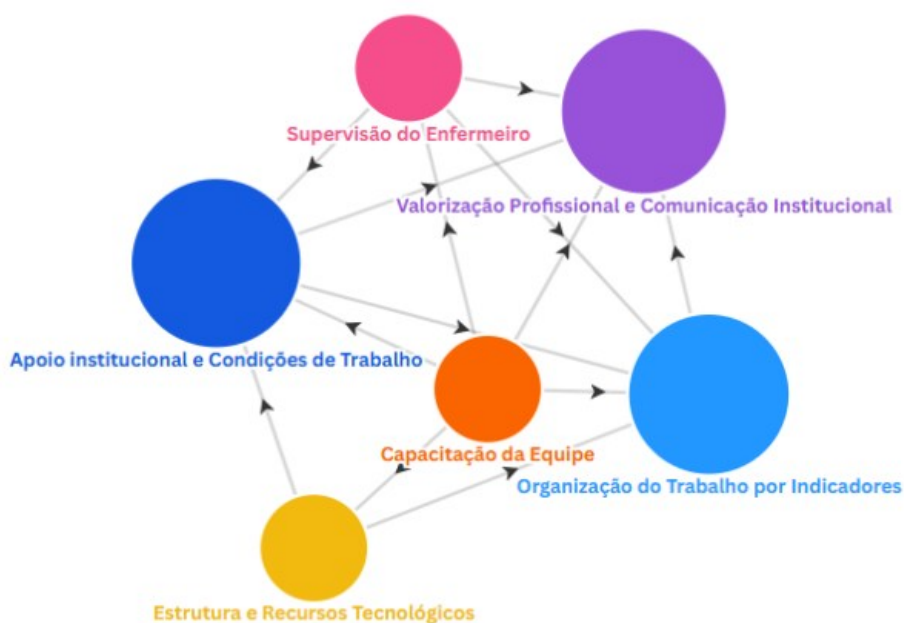 Supervisão do Enfermeiro
Valorização Profissional e Comunicação Institucional
Apoio institucional e Condições de Trabalho
Capacitação da Equipe
Organização do Trabalho por Indicadores
Estrutura e Recursos Tecnológicos